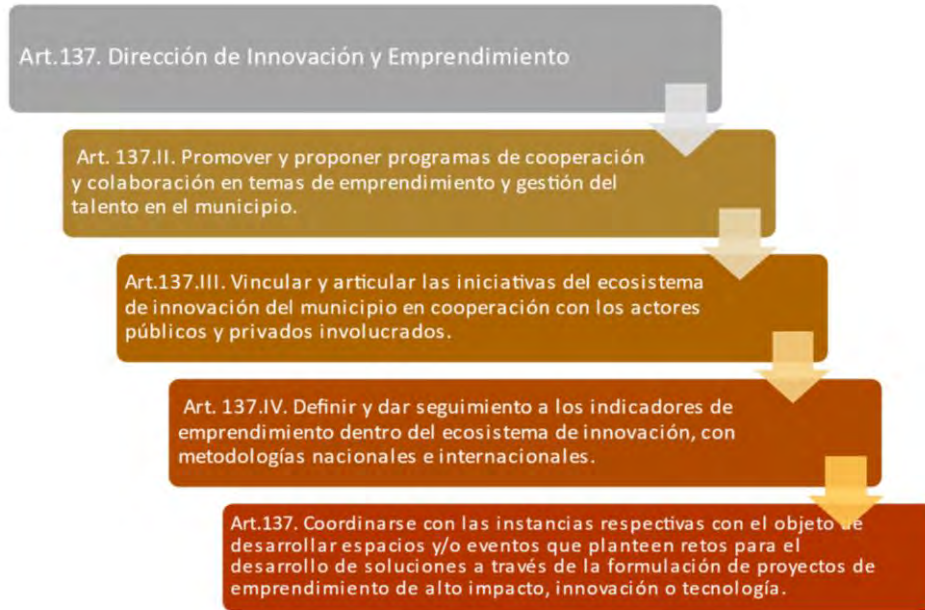 Art.137. Dirección de Innovación y Emprendimiento
Art. 137.II. Promover y proponer programas de cooperación
y colaboración en temas de emprendimiento y gestión del
talento en el municipio.
Art.137.III. Vincular y articular las iniciativas del ecosistema
de innovación del municipio en cooperación con los actores
públicos y privados involucrados.
Art. 137.IV. Definir y dar seguimiento a los indicadores de
emprendimiento dentro del ecosistema de innovación, con
metodologías nacionales e internacionales.
Art.137. Coordinarse con las instancias respectivas con el objeto de
desarrollar espacios y/o eventos que planteen retos para el
desarrollo de soluciones a través de la formulación de proyectos de
emprendimiento de alto impacto, innovación o tecnología.